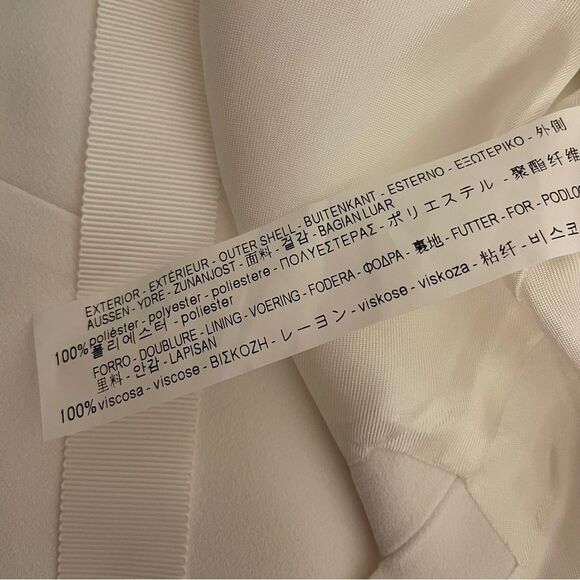 EXTERIOR - EXTÉRIEUR - OUTER SHELL - BUITENKANT - ESTERNO - ΕΞΩΤΕΡΙΚΟ - 外側
AUSSEN - YDRE - ZUNANJOST - 面料 - 겉감 - BAGIAN LUAR
100% poliéster - polyester - poliestere - ΠΟΛΥΕΣΤΕΡΑΣ - ポリエステル - 聚酯纤维
폴리에스터 - poliester
FORRO - DOUBLURE - LINING - VOERING - FODERA - ΦΟΔΡΑ - 裏地 - FUTTER - FOR - PODLO
里料 - 안감 - LAPISAN
100% viscosa - viscose - ΒΙΣΚΟΖΗ - レーヨン - viskose - viskoza - 粘纤 - 비스코